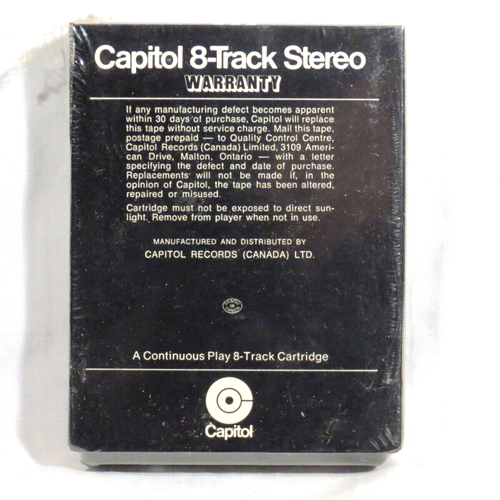 Capitol 8-Track Stereo
WARRANTY
If any manufacturing defect becomes apparent
within 30 days of purchase, Capitol will replace
this tape without service charge. Mail this tape,
postage prepaid — to Quality Control Centre,
Capitol Records (Canada) Limited, 3109 Ameri-
can Drive, Malton, Ontario — with a letter
specifying the defect and date of purchase.
Replacements will not be made if, in the
opinion of Capitol, the tape has been altered,
repaired or misused.
Cartridge must not be exposed to direct sun-
light. Remove from player when not in use.
MANUFACTURED AND DISTRIBUTED BY
CAPITOL RECORDS (CANADA) LTD.
A Continuous Play 8-Track Cartridge
Capitol